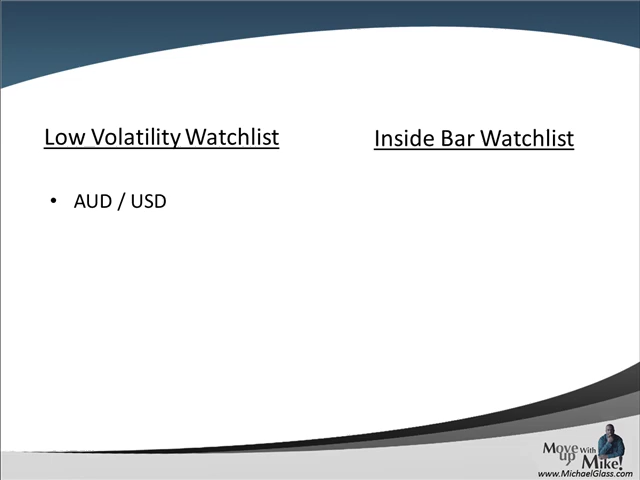 Low Volatility Watchlist
Inside Bar Watchlist
• AUD / USD
Move up With Mike!
www.MichaelGlass.com